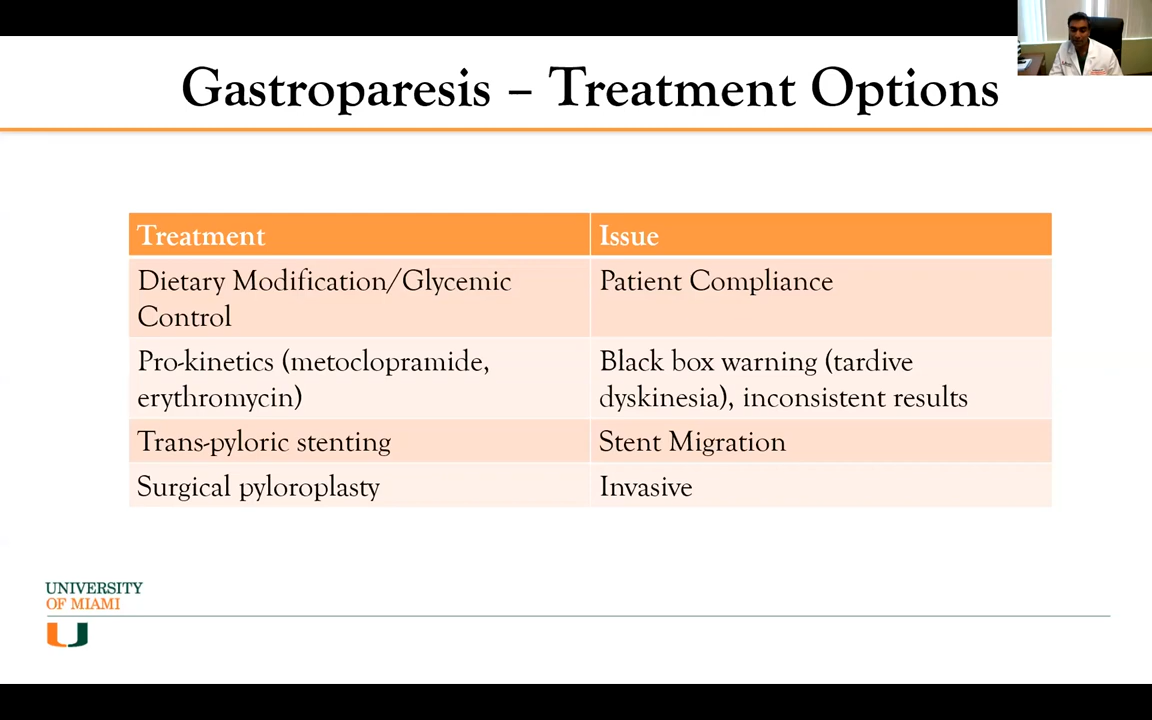 Gastroparesis – Treatment Options
Treatment
Issue
Dietary Modification/Glycemic
Control
Patient Compliance
Pro-kinetics (metoclopramide,
erythromycin)
Black box warning (tardive
dyskinesia), inconsistent results
Trans-pyloric stenting
Stent Migration
Surgical pyloroplasty
Invasive
UNIVERSITY
OF MIAMI